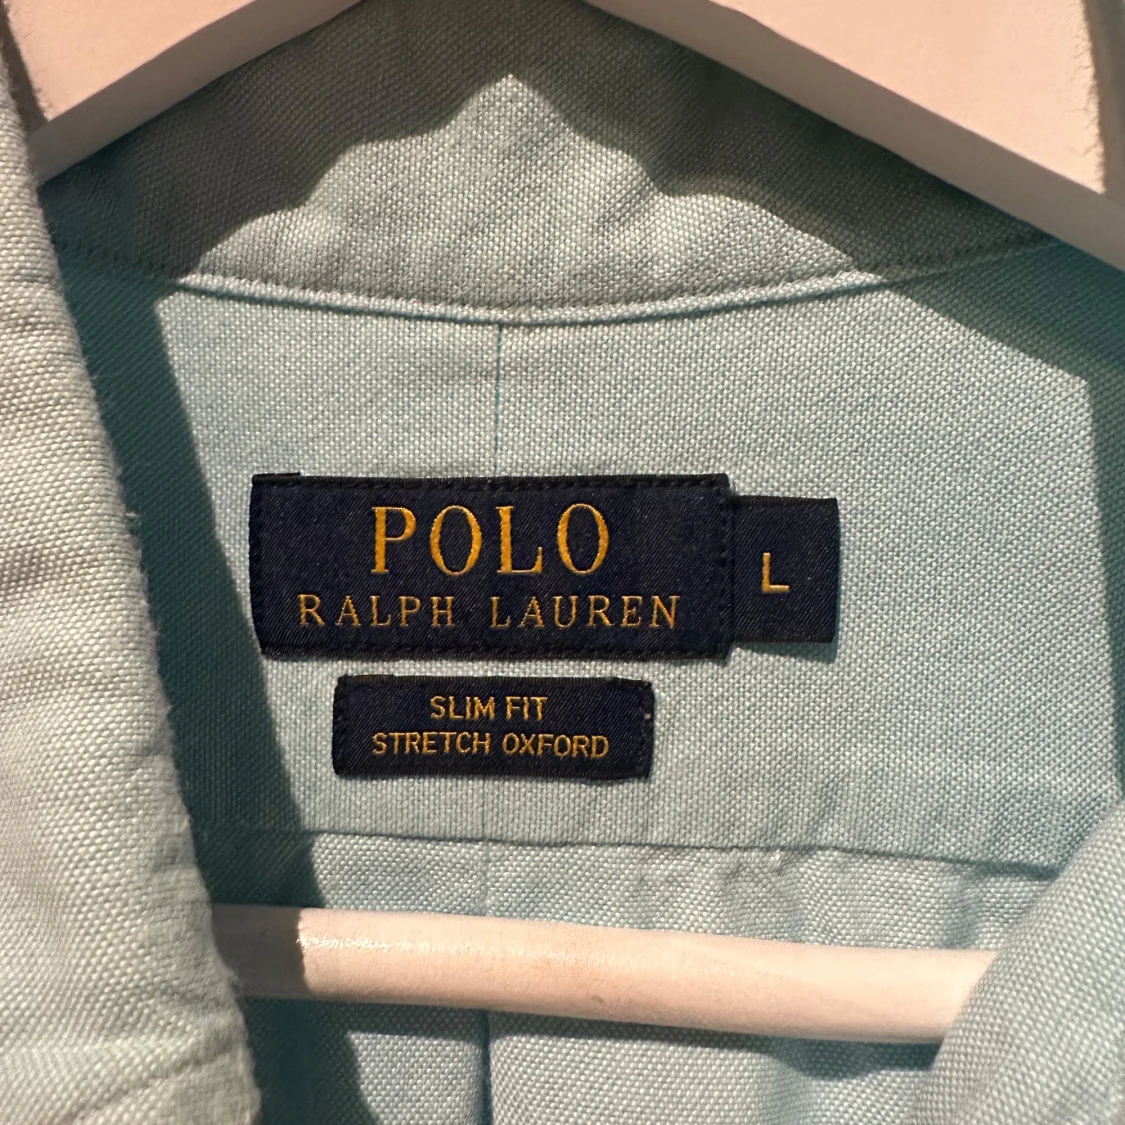 POLO
RALPH LAUREN
L
SLIM FIT
STRETCH OXFORD